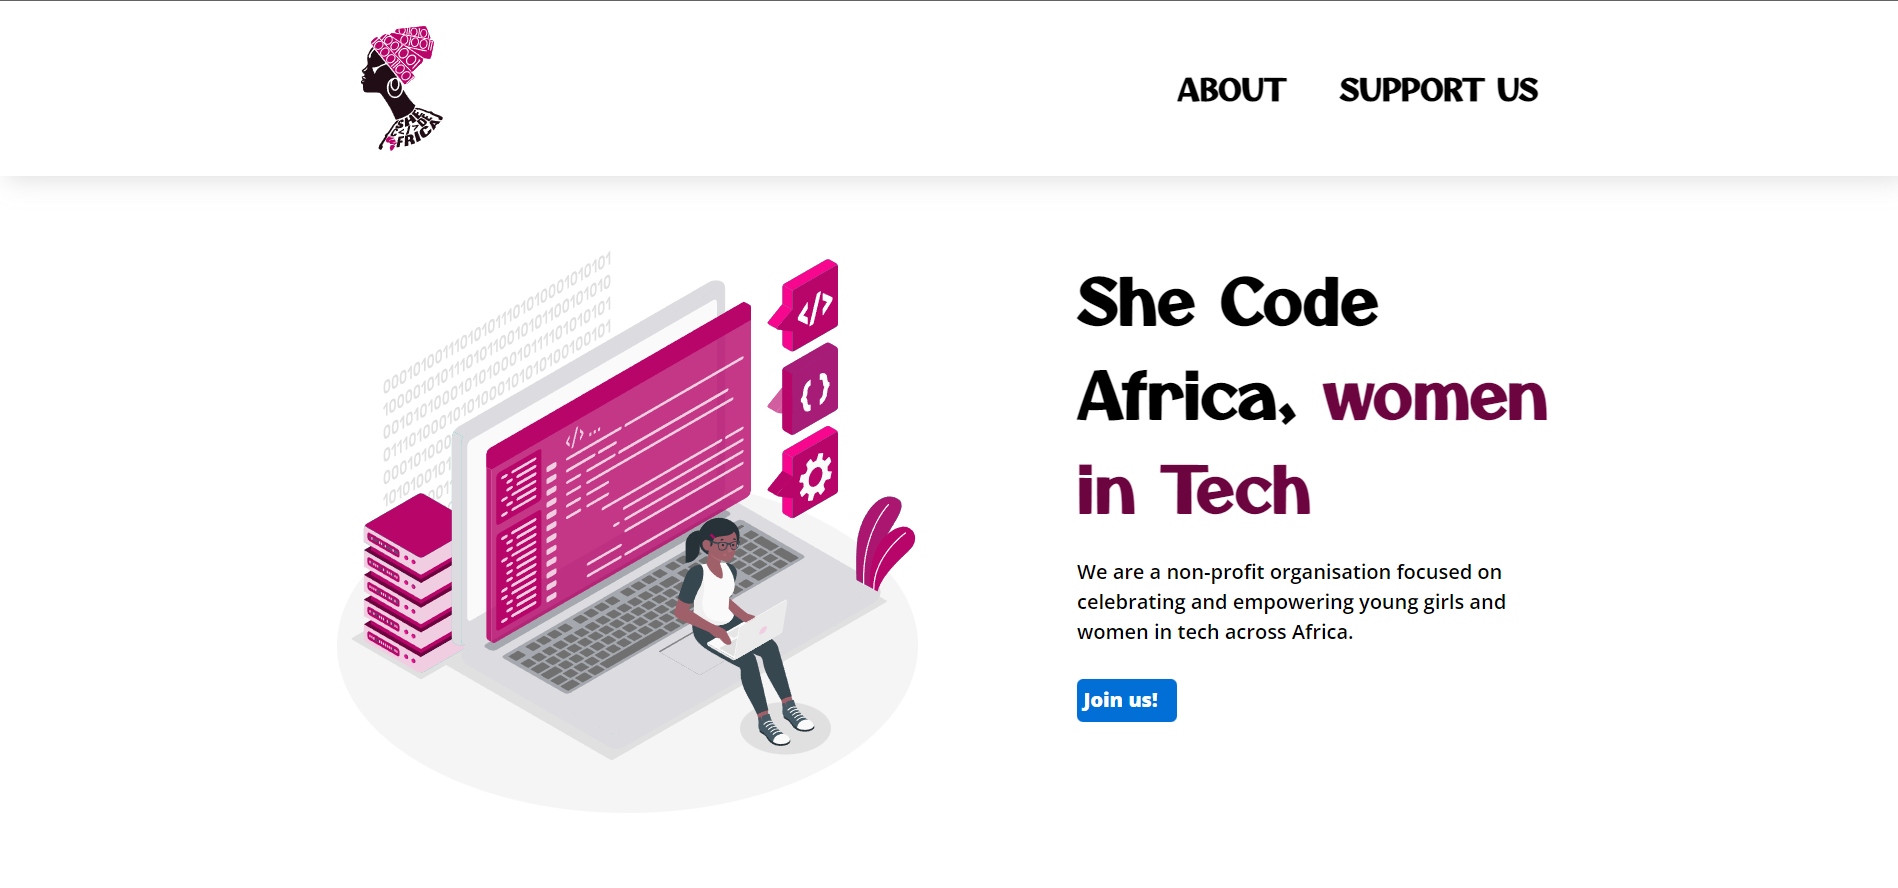 SHE
C</>DE
AFRICA
ABOUT SUPPORT US
</>
{}
</> ...
She Code
Africa, women
in Tech
We are a non-profit organisation focused on
celebrating and empowering young girls and
women in tech across Africa.
Join us!